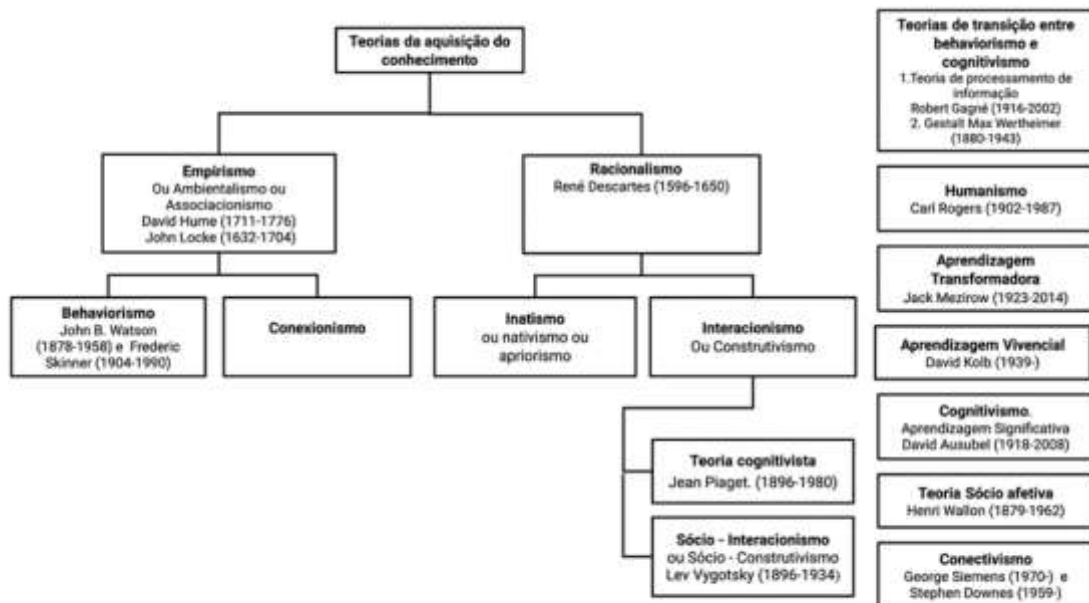 Teorias da aquisição do
conhecimento
Empirismo
Ou Ambientalismo ou
Associacionismo
David Hume (1711-1776)
John Locke (1632-1704)
Racionalismo
René Descartes (1596-1650)
Behaviorismo
John B. Watson
(1878-1958) e Frederic
Skinner (1904-1990)
Conexionismo
Inatismo
ou nativismo ou
apriorismo
Interacionismo
Ou Construtivismo
Teoria cognitivista
Jean Piaget. (1896-1980)
Sócio - Interacionismo
ou Sócio - Construtivismo
Lev Vygotsky (1896-1934)
Teorias de transição entre
behaviorismo e
cognitivismo
1.Teoria de processamento de
informação
Robert Gagné (1916-2002)
2. Gestalt Max Wertheimer
(1880-1943)
Humanismo
Carl Rogers (1902-1987)
Aprendizagem
Transformadora
Jack Mezirow (1923-2014)
Aprendizagem Vivencial
David Kolb (1939-)
Cognitivismo.
Aprendizagem Significativa
David Ausubel (1918-2008)
Teoria Sócio afetiva
Henri Wallon (1879-1962)
Conectivismo
George Siemens (1970-) e
Stephen Downes (1959-)